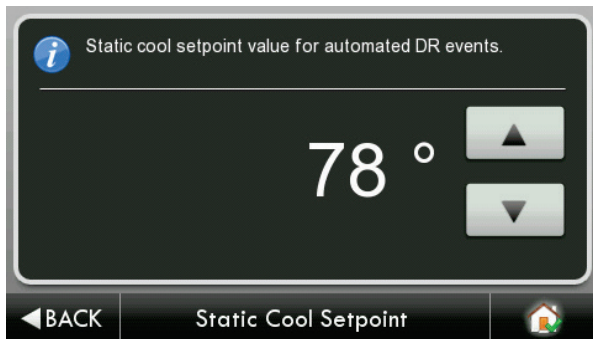 Static cool setpoint value for automated DR events.
78 °
BACK
Static Cool Setpoint